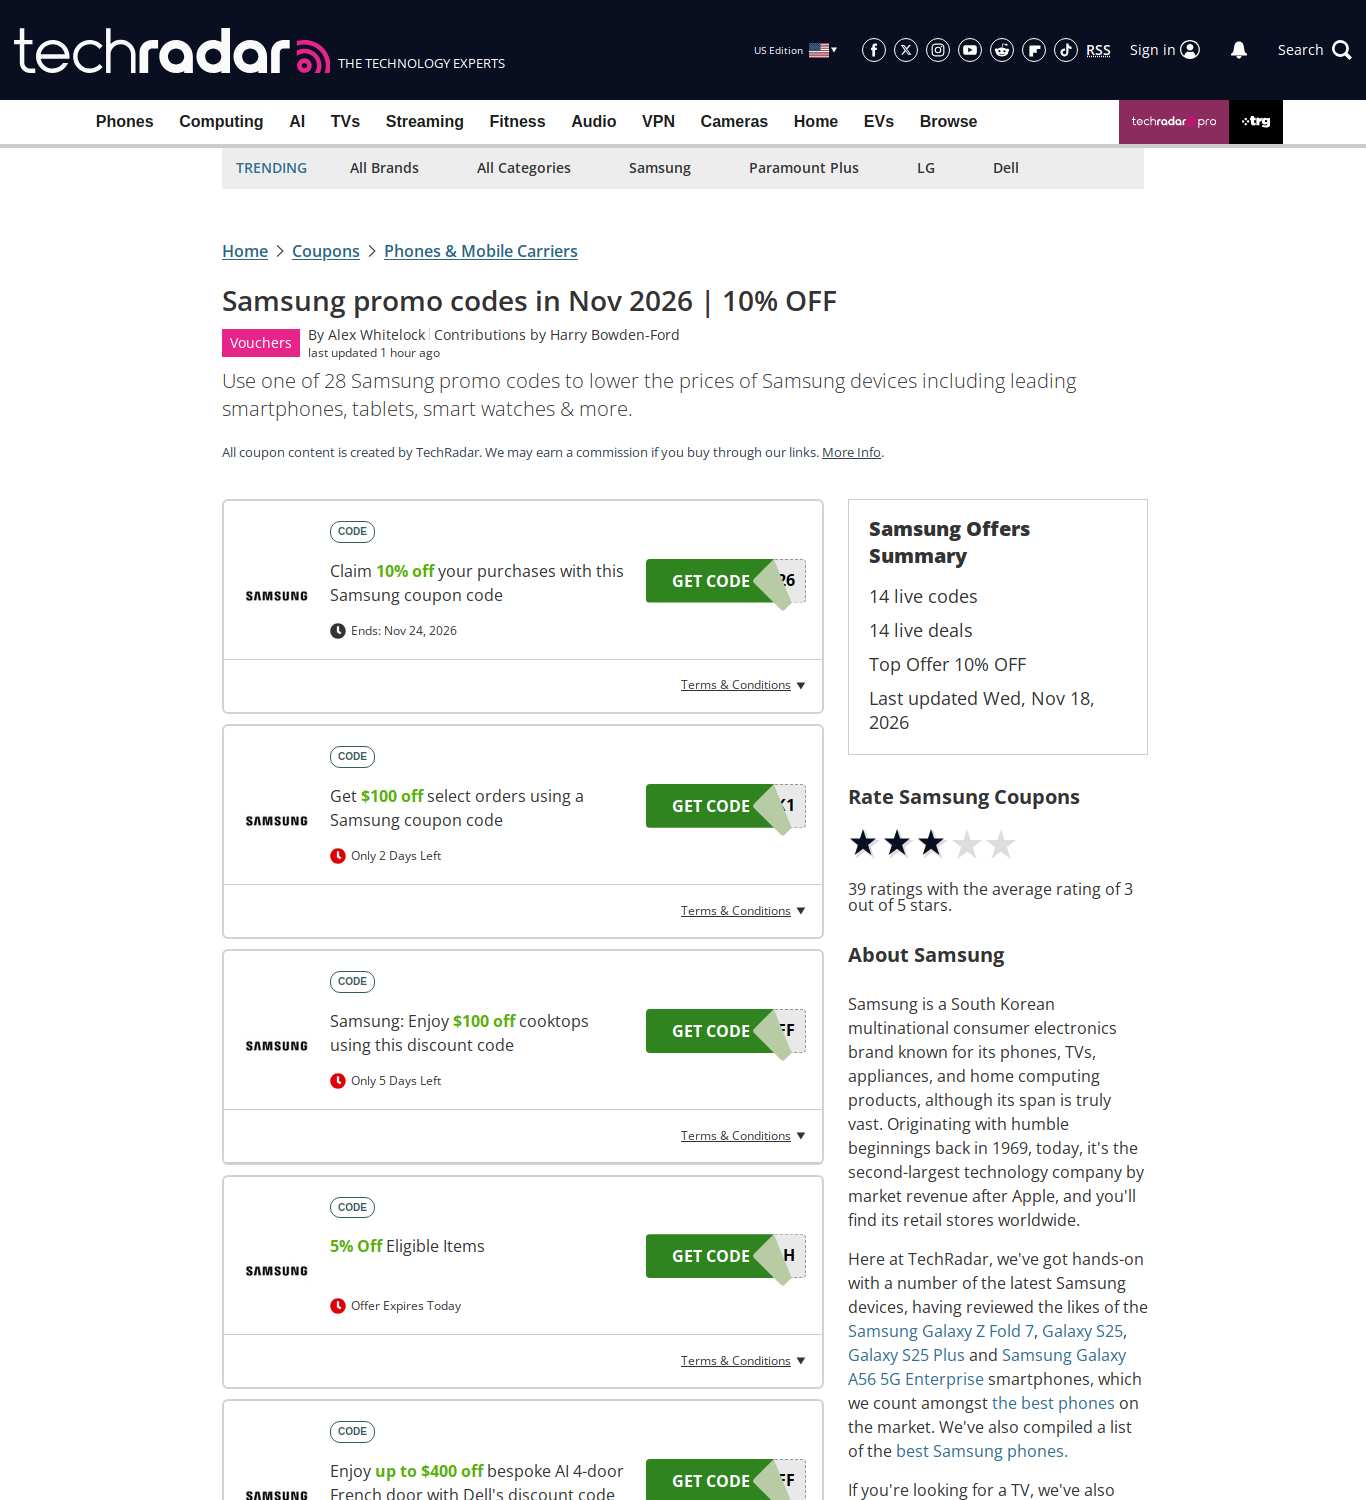 techradar THE TECHNOLOGY EXPERTS
US Edition
RSS
Sign in
Search
Phones Computing AI TVs Streaming Fitness Audio VPN Cameras Home EVs Browse
techradar pro
trg
TRENDING All Brands All Categories Samsung Paramount Plus LG Dell
Home > Coupons > Phones & Mobile Carriers
Samsung promo codes in Nov 2026 | 10% OFF
Vouchers
By Alex Whitelock | Contributions by Harry Bowden-Ford
last updated 1 hour ago
Use one of 28 Samsung promo codes to lower the prices of Samsung devices including leading
smartphones, tablets, smart watches & more.
All coupon content is created by TechRadar. We may earn a commission if you buy through our links. More Info.
CODE
SAMSUNG
Claim 10% off your purchases with this
Samsung coupon code
Ends: Nov 24, 2026
GET CODE
26
Terms & Conditions
CODE
SAMSUNG
Get $100 off select orders using a
Samsung coupon code
Only 2 Days Left
GET CODE
1
Terms & Conditions
CODE
SAMSUNG
Samsung: Enjoy $100 off cooktops
using this discount code
Only 5 Days Left
GET CODE
FF
Terms & Conditions
CODE
SAMSUNG
5% Off Eligible Items
Offer Expires Today
GET CODE
H
Terms & Conditions
CODE
SAMSUNG
Enjoy up to $400 off bespoke AI 4-door
French door with Dell's discount code
GET CODE
FF
Samsung Offers
Summary
14 live codes
14 live deals
Top Offer 10% OFF
Last updated Wed, Nov 18,
2026
Rate Samsung Coupons
39 ratings with the average rating of 3
out of 5 stars.
About Samsung
Samsung is a South Korean
multinational consumer electronics
brand known for its phones, TVs,
appliances, and home computing
products, although its span is truly
vast. Originating with humble
beginnings back in 1969, today, it's the
second-largest technology company by
market revenue after Apple, and you'll
find its retail stores worldwide.
Here at TechRadar, we've got hands-on
with a number of the latest Samsung
devices, having reviewed the likes of the
Samsung Galaxy Z Fold 7, Galaxy S25,
Galaxy S25 Plus and Samsung Galaxy
A56 5G Enterprise smartphones, which
we count amongst the best phones on
the market. We've also compiled a list
of the best Samsung phones.
If you're looking for a TV, we've also